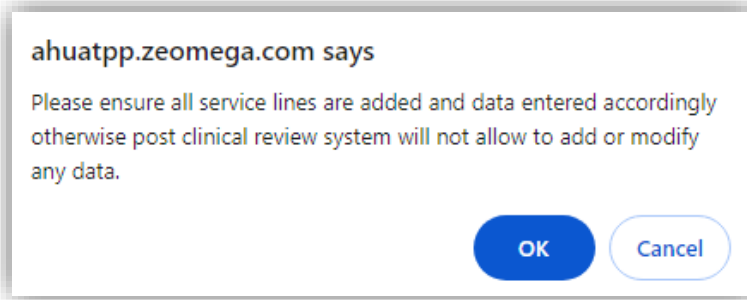 ahuatpp.zeomega.com says
Please ensure all service lines are added and data entered accordingly
otherwise post clinical review system will not allow to add or modify
any data.
OK
Cancel